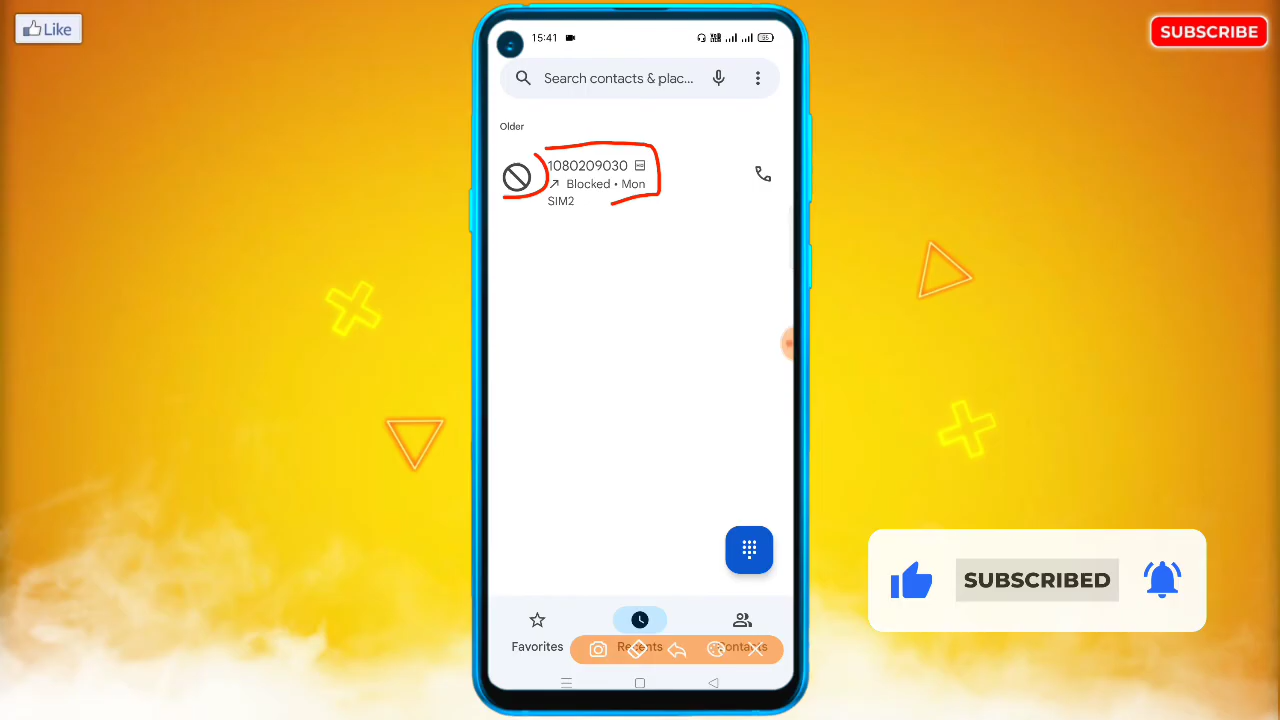 Like
SUBSCRIBE
15:41
Search contacts & plac...
Older
1080209030
Blocked • Mon
SIM2
SUBSCRIBED
Favorites
Recents
Contacts